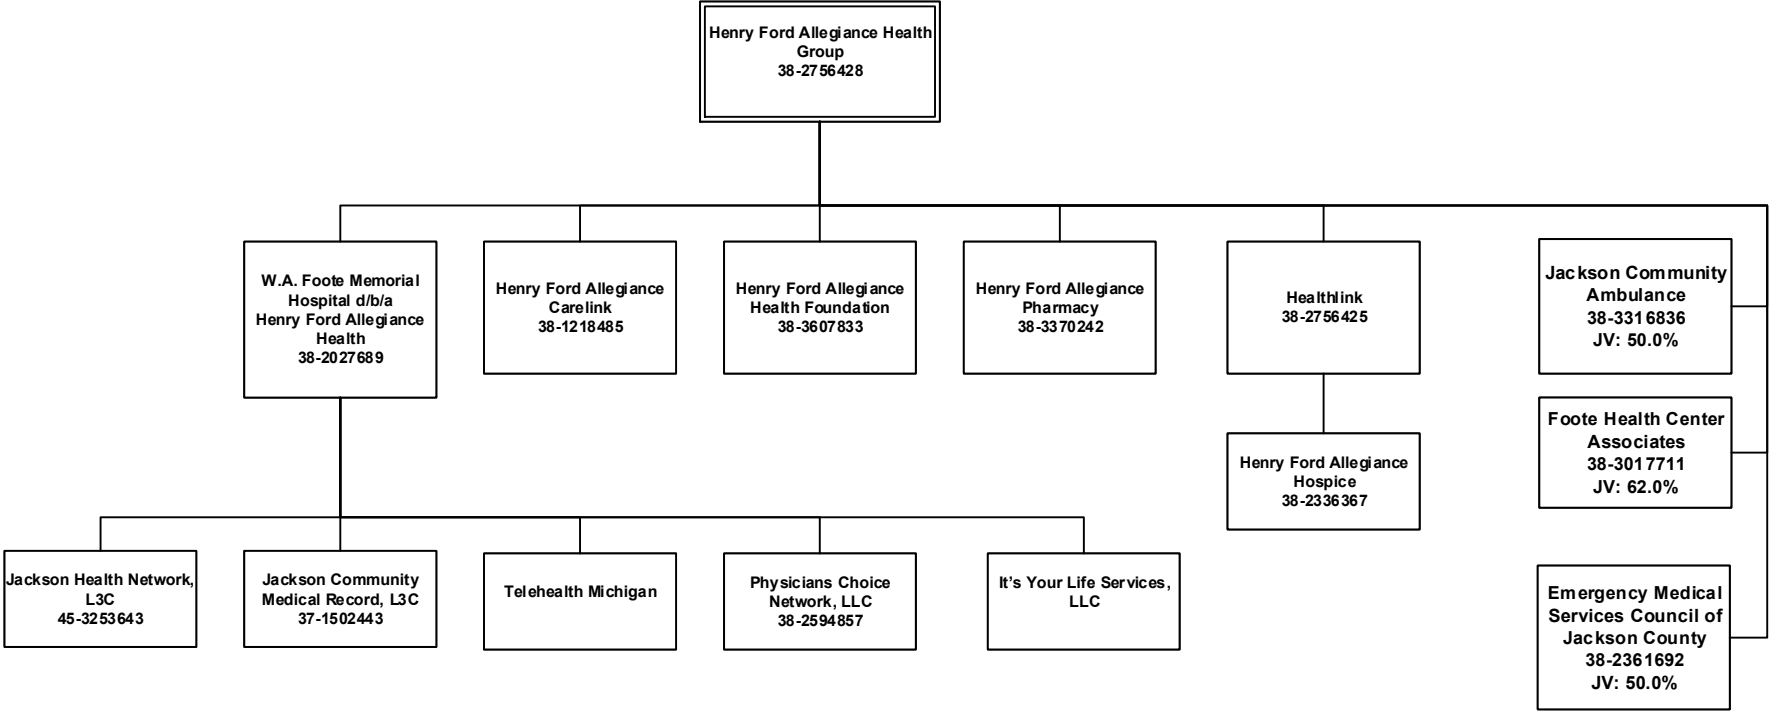 Henry Ford Allegiance Health
Group
38-2756428
W.A. Foote Memorial
Hospital d/b/a
Henry Ford Allegiance
Health
38-2027689
Henry Ford Allegiance
Carelink
38-1218485
Henry Ford Allegiance
Health Foundation
38-3607833
Henry Ford Allegiance
Pharmacy
38-3370242
Healthlink
38-2756425
Jackson Community
Ambulance
38-3316836
JV: 50.0%
Foote Health Center
Associates
38-3017711
JV: 62.0%
Henry Ford Allegiance
Hospice
38-2336367
Jackson Health Network,
L3C
45-3253643
Jackson Community
Medical Record, L3C
37-1502443
Telehealth Michigan
Physicians Choice
Network, LLC
38-2594857
It’s Your Life Services,
LLC
Emergency Medical
Services Council of
Jackson County
38-2361692
JV: 50.0%